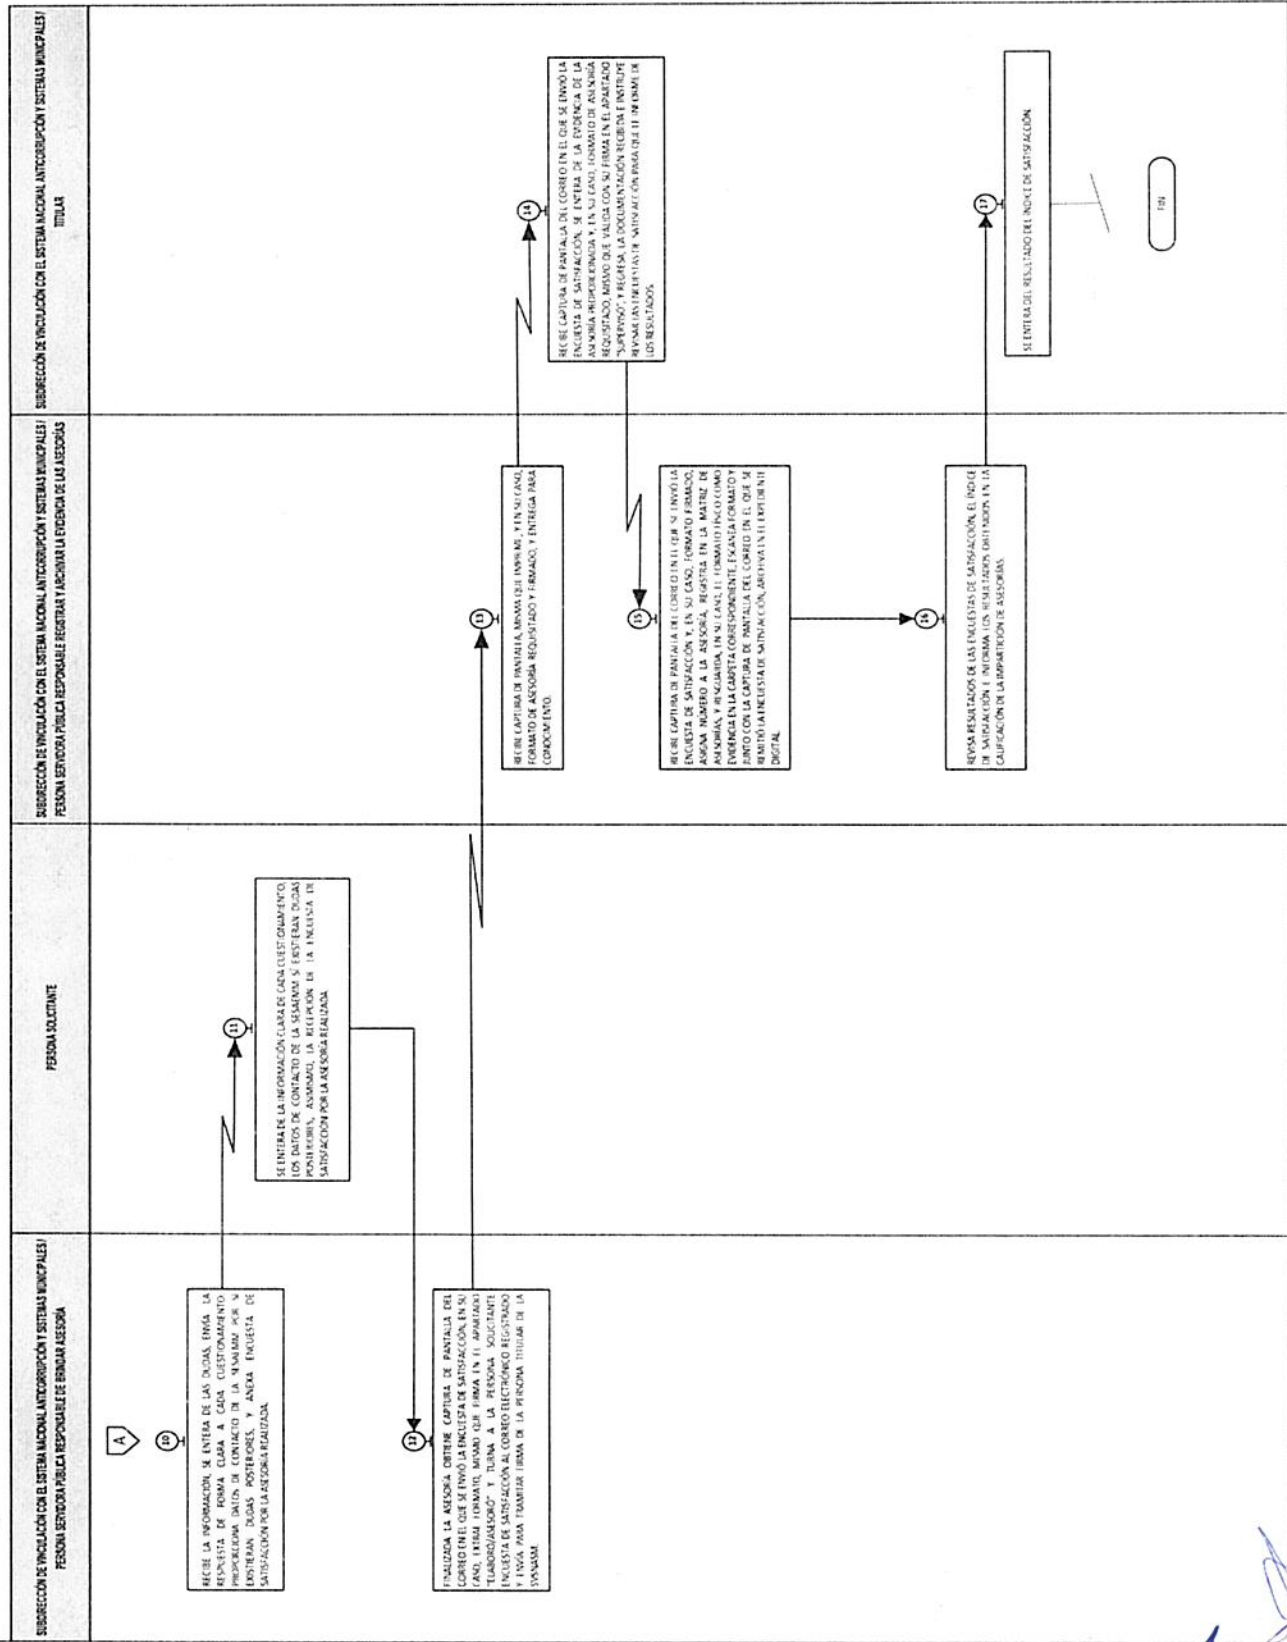 SUBDIRECCIÓN DE VINCULACIÓN CON EL SISTEMA NACIONAL ANTICORRUPCIÓN Y SISTEMAS MUNICIPALES/
PERSONA SERVIDORA PÚBLICA RESPONSABLE DE BRINDAR ASESORÍA
PERSONA SOLICITANTE
SUBDIRECCIÓN DE VINCULACIÓN CON EL SISTEMA NACIONAL ANTICORRUPCIÓN Y SISTEMAS MUNICIPALES/
PERSONA SERVIDORA PÚBLICA RESPONSABLE REGISTRAR Y ARCHIVAR LA EVIDENCIA DE LAS ASESORÍAS
SUBDIRECCIÓN DE VINCULACIÓN CON EL SISTEMA NACIONAL ANTICORRUPCIÓN Y SISTEMAS MUNICIPALES/
TITULAR
A
10
RECIBE LA INFORMACIÓN, SE ENTERA DE LAS DUDAS, ENVÍA LA
RESPUESTA DE FORMA CLARA A CADA CUESTIONAMIENTO
PROPORCIONA DATOS DE CONTACTO DE LA SESAEMM POR SI
EXISTIERAN DUDAS POSTERIORES, Y ANEXA ENCUESTA DE
SATISFACCIÓN POR LA ASESORÍA REALIZADA.
11
SE ENTERA DE LA INFORMACIÓN CLARA DE CADA CUESTIONAMIENTO,
LOS DATOS DE CONTACTO DE LA SESAEMM SÍ EXISTIERAN DUDAS
POSTERIORES, ASIMISMO, LA RECEPCIÓN DE LA ENCUESTA DE
SATISFACCIÓN POR LA ASESORÍA REALIZADA
12
FINALIZADA LA ASESORÍA OBTIENE CAPTURA DE PANTALLA DEL
CORREO EN EL QUE SE ENVIÓ LA ENCUESTA DE SATISFACCIÓN, EN SU
CASO, EXTRAE FORMATO, MISMO QUE FIRMA EN EL APARTADO
"ELABORÓ/ASESORÓ" Y TURNA A LA PERSONA SOLICITANTE
ENCUESTA DE SATISFACCIÓN AL CORREO ELECTRÓNICO REGISTRADO
Y ENVÍA PARA TRAMITAR FIRMA DE LA PERSONA TITULAR DE LA
SVSNASM.
13
RECIBE CAPTURA DE PANTALLA, MISMA QUE IMPRIME, Y EN SU CASO,
FORMATO DE ASESORÍA REQUISITADO Y FIRMADO, Y ENTREGA PARA
CONOCIMIENTO.
14
RECIBE CAPTURA DE PANTALLA DEL CORREO EN EL QUE SE ENVIÓ LA
ENCUESTA DE SATISFACCIÓN, SE ENTERA DE LA EVIDENCIA DE LA
ASESORÍA PROPORCIONADA Y, EN SU CASO, FORMATO DE ASESORÍA
REQUISITADO, MISMO QUE VALIDA CON SU FIRMA EN EL APARTADO
"SUPERVISÓ", Y REGRESA, LA DOCUMENTACIÓN RECIBIDA E INSTRUYE
REVISAR LAS ENCUESTAS DE SATISFACCIÓN PARA QUE LE INFORME DE
LOS RESULTADOS.
15
RECIBE CAPTURA DE PANTALLA DEL CORREO EN EL QUE SE ENVIÓ LA
ENCUESTA DE SATISFACCIÓN Y, EN SU CASO, FORMATO FIRMADO,
ASIGNA NÚMERO A LA ASESORÍA, REGISTRA EN LA MATRIZ DE
ASESORÍAS, Y RESGUARDA, EN SU CASO, EL FORMATO FÍSICO COMO
EVIDENCIA EN LA CARPETA CORRESPONDIENTE, ESCANEA FORMATO Y
JUNTO CON LA CAPTURA DE PANTALLA DEL CORREO EN EL QUE SE
REMITIÓ LA ENCUESTA DE SATISFACCIÓN, ARCHIVA EN EL EXPEDIENTE
DIGITAL.
16
REVISA RESULTADOS DE LAS ENCUESTAS DE SATISFACCIÓN, EL ÍNDICE
DE SATISFACCIÓN E INFORMA LOS RESULTADOS OBTENIDOS EN LA
CALIFICACIÓN DE LA IMPARTICIÓN DE ASESORÍAS.
17
SE ENTERA DEL RESULTADO DEL ÍNDICE DE SATISFACCIÓN
FIN